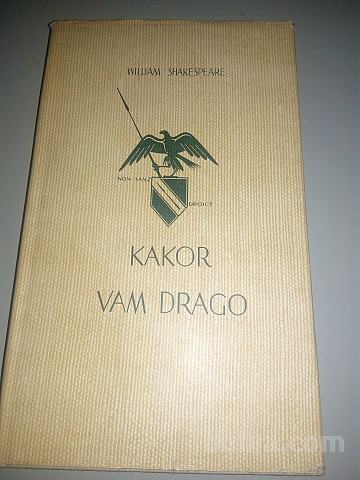 WILLIAM SHAKESPEARE
NON SANZ
DROICT
KAKOR
VAM DRAGO